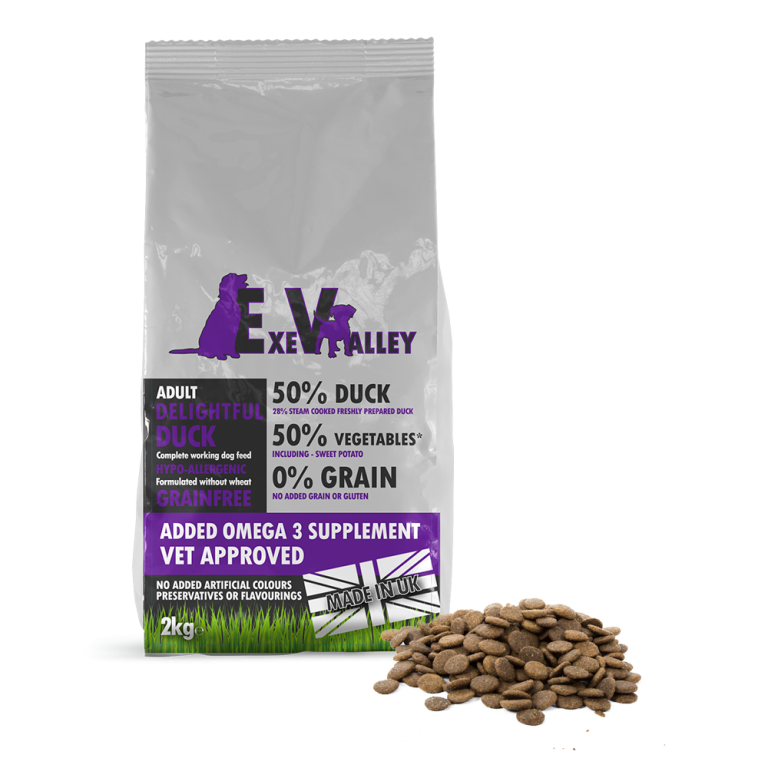 EXE VALLEY
ADULT
DELIGHTFUL
DUCK
Complete working dog feed
HYPO-ALLERGENIC
Formulated without wheat
GRAINFREE
50% DUCK
28% STEAM COOKED FRESHLY PREPARED DUCK
50% VEGETABLES*
INCLUDING - SWEET POTATO
0% GRAIN
NO ADDED GRAIN OR GLUTEN
ADDED OMEGA 3 SUPPLEMENT
VET APPROVED
NO ADDED ARTIFICIAL COLOURS
PRESERVATIVES OR FLAVOURINGS
MADE IN UK
2kg℮